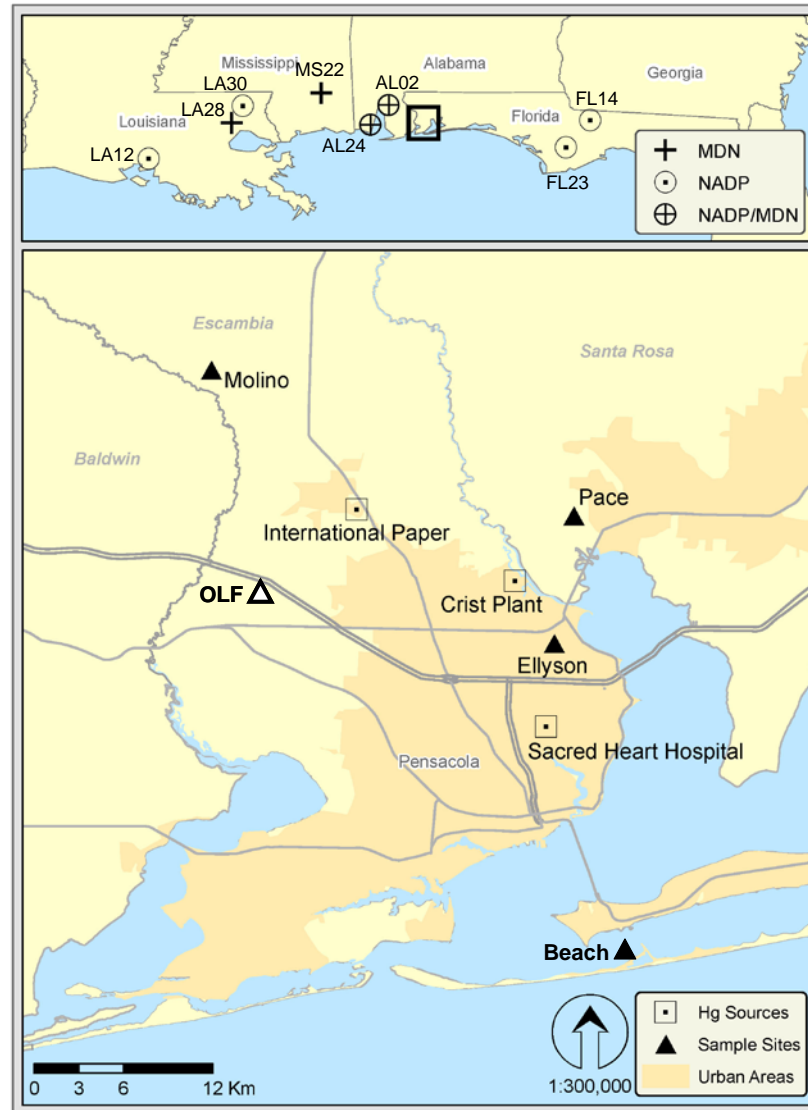 Mississippi
MS22
Alabama
AL02
Georgia
LA30
FL14
LA28
Louisiana
Florida
AL24
LA12
FL23
MDN
NADP
NADP/MDN
Escambia
Santa Rosa
Molino
Baldwin
Pace
International Paper
OLF
Crist Plant
Ellyson
Sacred Heart Hospital
Pensacola
Beach
Hg Sources
Sample Sites
Urban Areas
0 3 6 12 Km
1:300,000